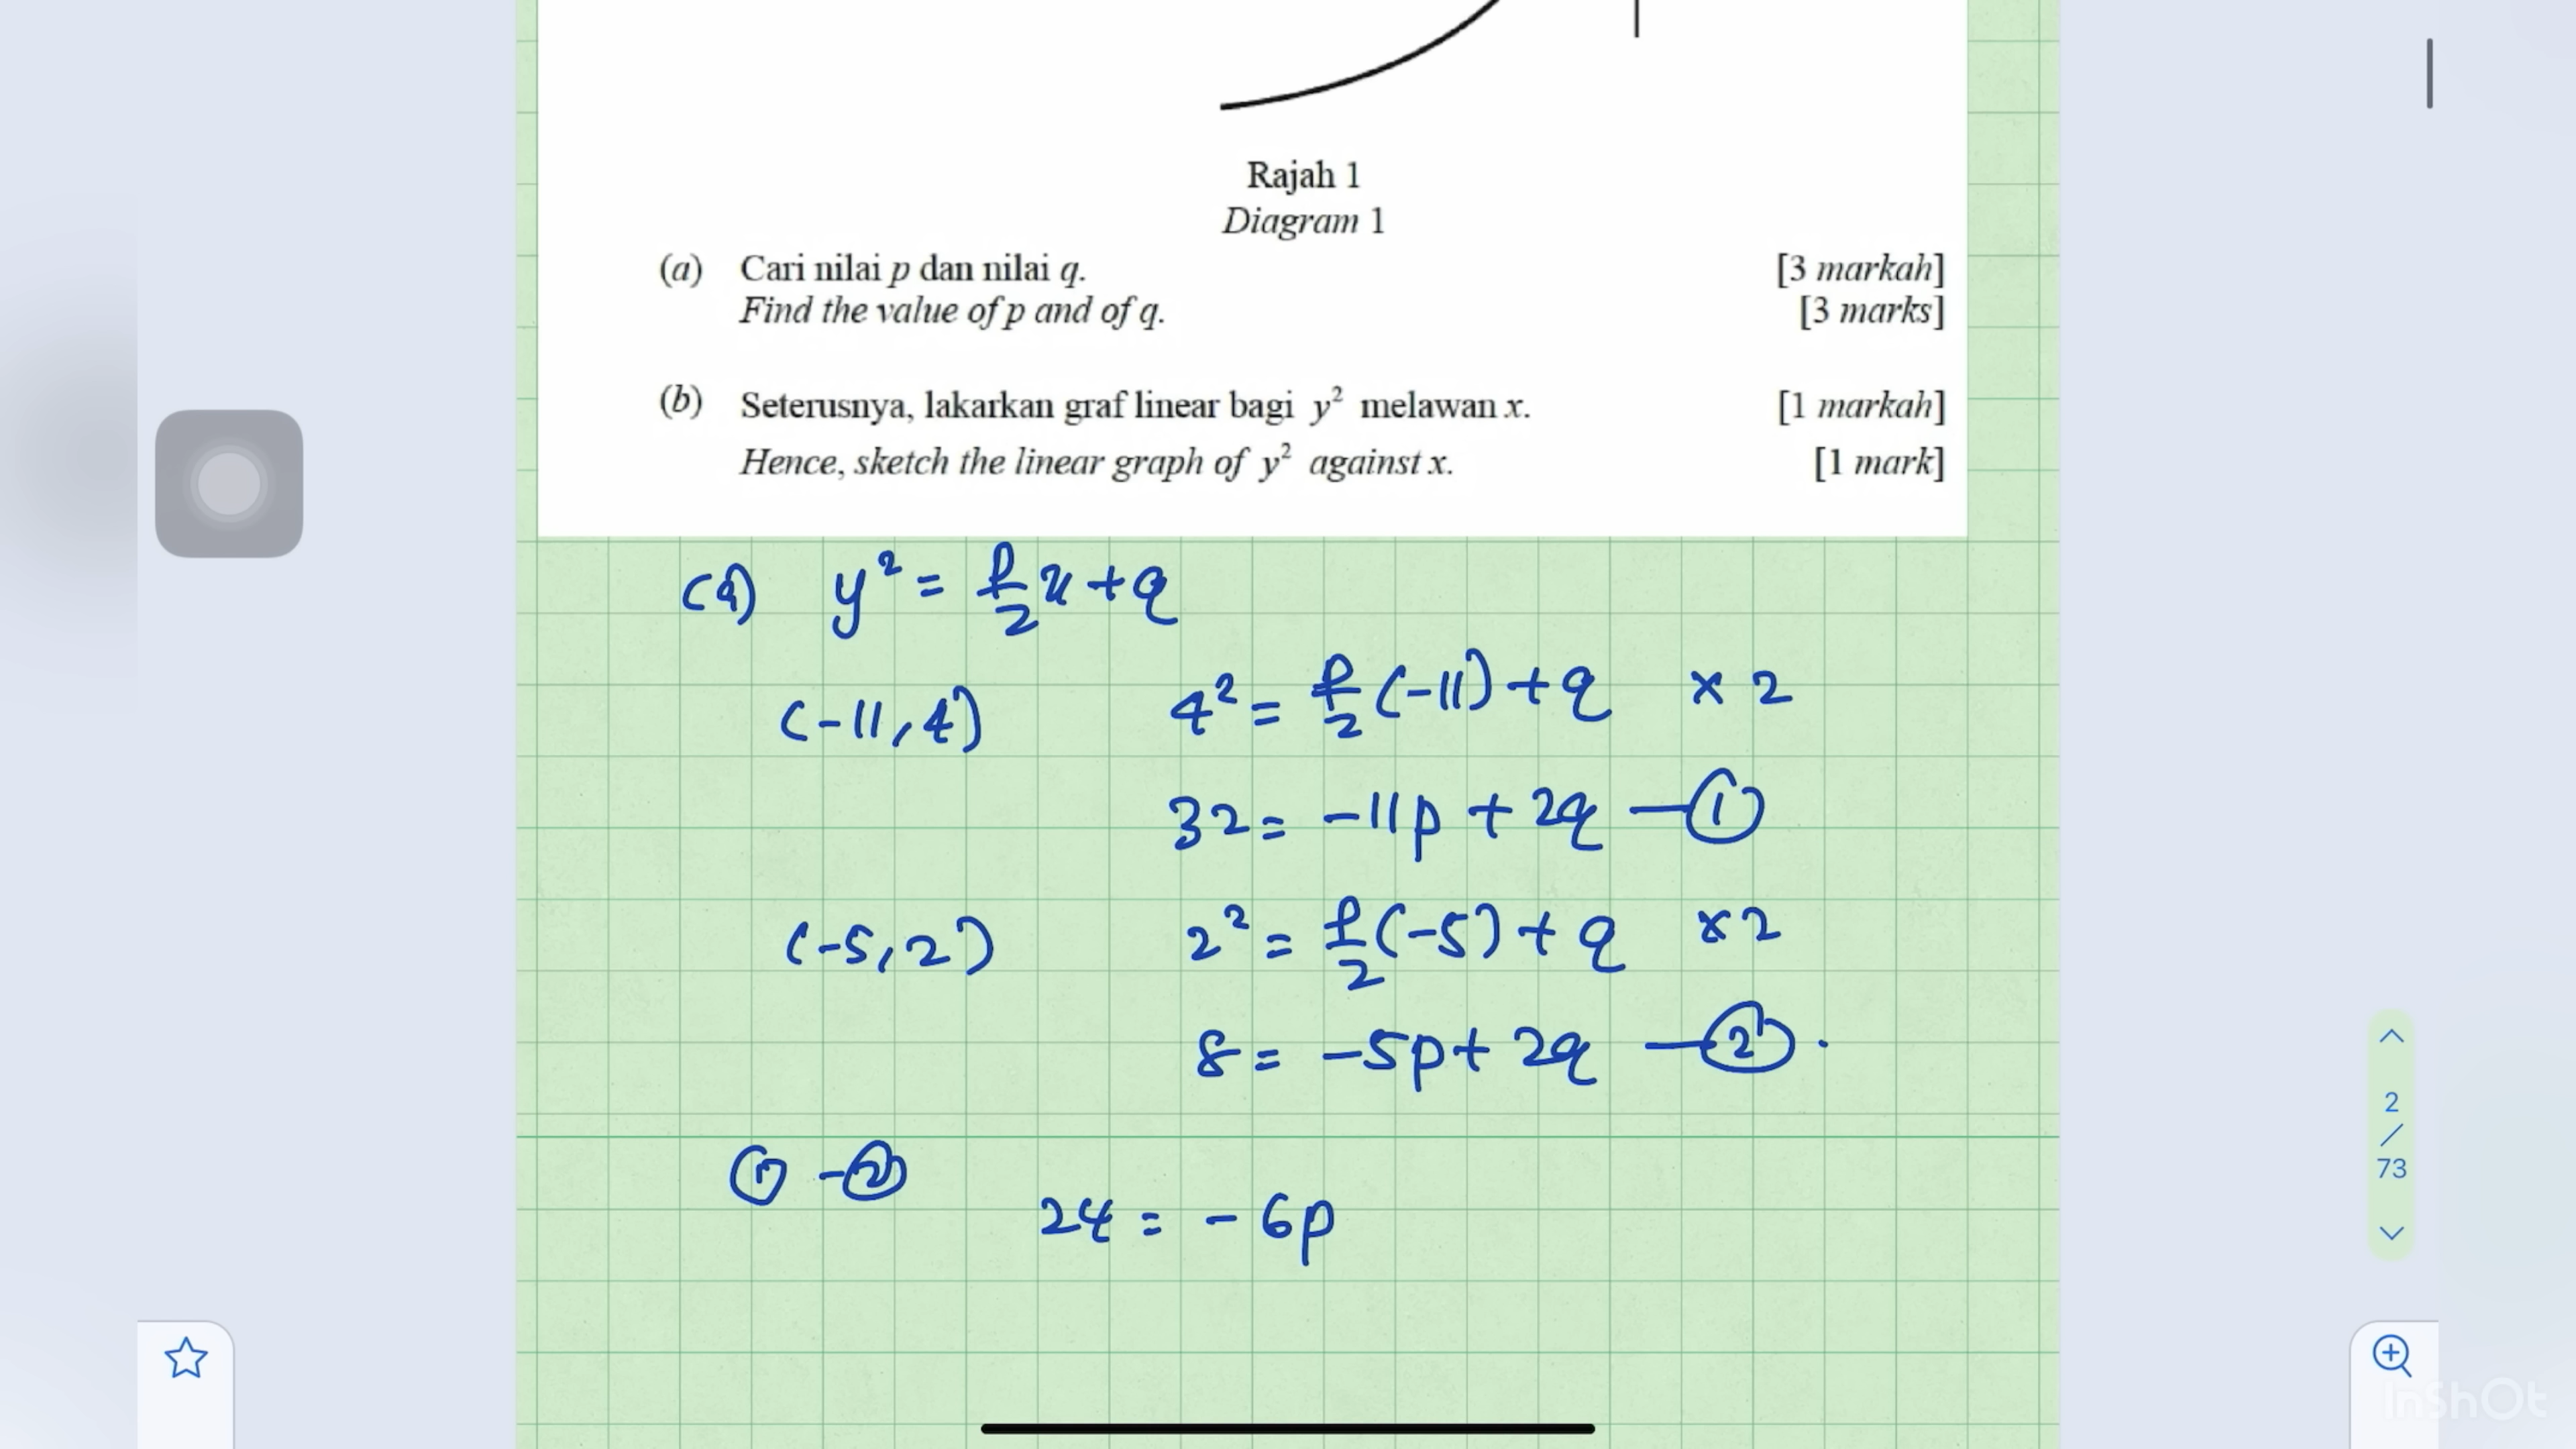 Rajah 1
Diagram 1
(a) Cari nilai p dan nilai q. [3 markah]
Find the value of p and of q. [3 marks]
(b) Seterusnya, lakarkan graf linear bagi y² melawan x. [1 markah]
Hence, sketch the linear graph of y² against x. [1 mark]
(a) y² = p/2 x + q
(-11, 4) 4² = p/2 (-11) + q × 2
32 = -11p + 2q — ①
(-5, 2) 2² = p/2 (-5) + q × 2
8 = -5p + 2q — ② .
① - ②
24 = - 6p
2
/
73
InShOt